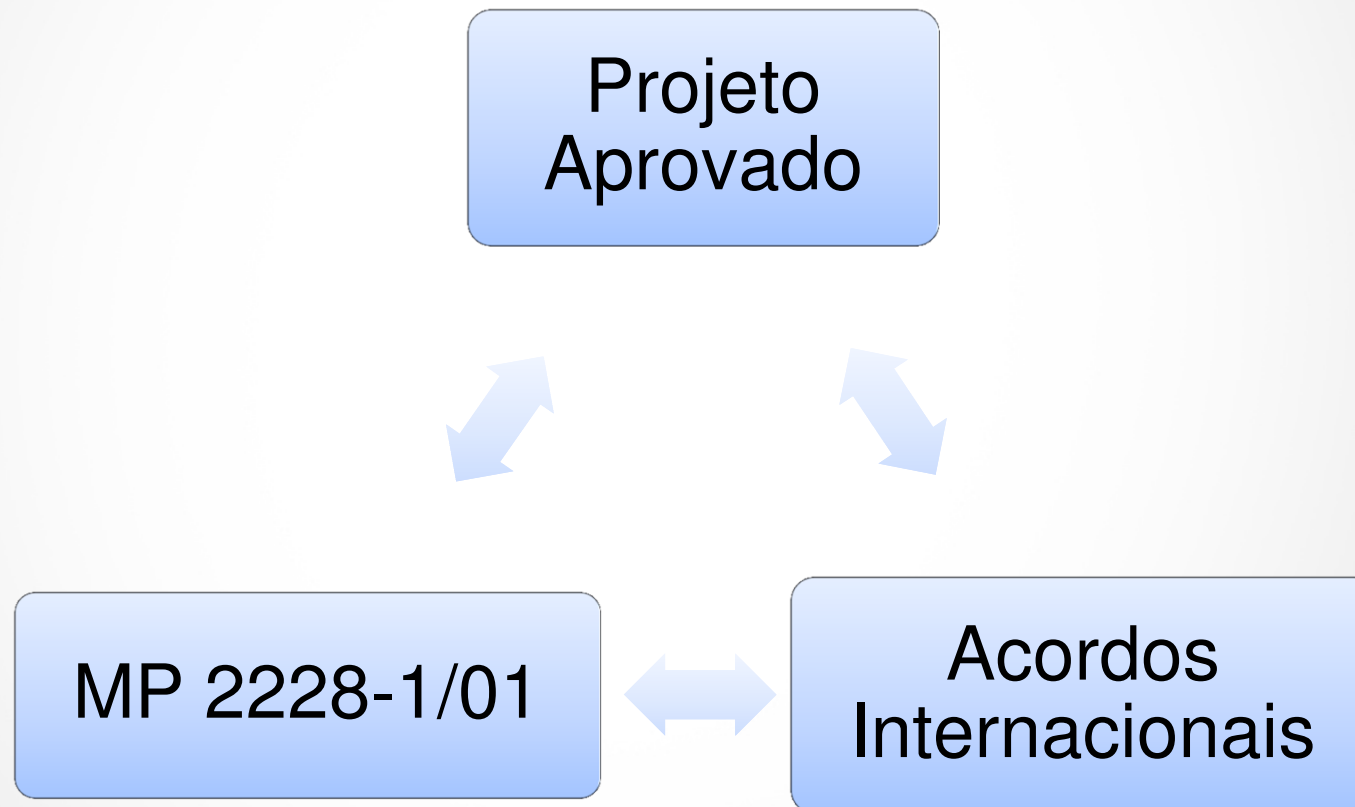 Projeto
Aprovado
MP 2228-1/01
Acordos
Internacionais